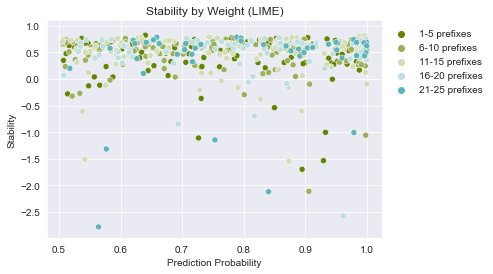 Stability by Weight (LIME)
1.0
0.5
0.0
−0.5
−1.0
−1.5
−2.0
−2.5
Stability
0.5 0.6 0.7 0.8 0.9 1.0
Prediction Probability
1-5 prefixes
6-10 prefixes
11-15 prefixes
16-20 prefixes
21-25 prefixes